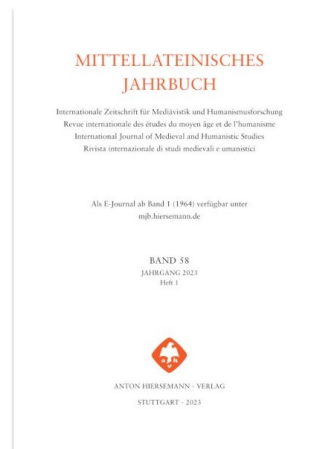 MITTELLATEINISCHES
JAHRBUCH
Internationale Zeitschrift für Mediävistik und Humanismusforschung
Revue internationale des études du moyen âge et de l'humanisme
International Journal of Medieval and Humanistic Studies
Rivista internazionale di studi medievali e umanistici
Als E-Journal ab Band 1 (1964) verfügbar unter
mjb.hiersemann.de
BAND 58
JAHRGANG 2023
Heft 1
ANTON HIERSEMANN · VERLAG
STUTTGART · 2023